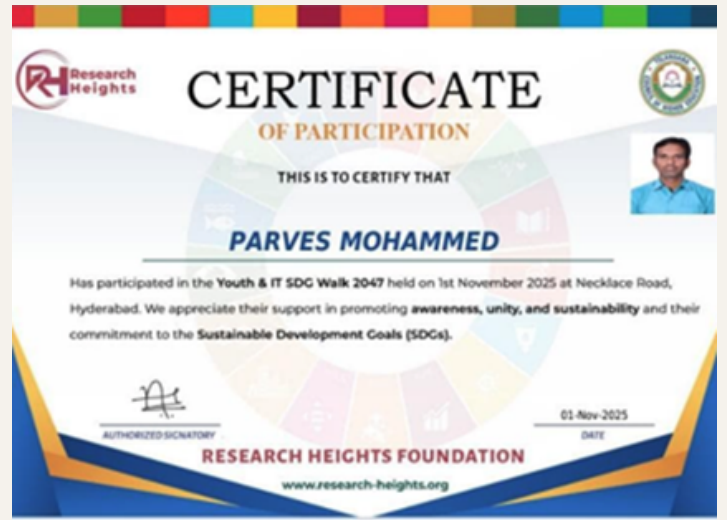 Research
Heights
CERTIFICATE
OF PARTICIPATION
THIS IS TO CERTIFY THAT
PARVES MOHAMMED
Has participated in the Youth & IT SDG Walk 2047 held on 1st November 2025 at Necklace Road,
Hyderabad. We appreciate their support in promoting awareness, unity, and sustainability and their
commitment to the Sustainable Development Goals (SDGs).
01-Nov-2025
AUTHORIZED SIGNATORY
DATE
RESEARCH HEIGHTS FOUNDATION
www.research-heights.org